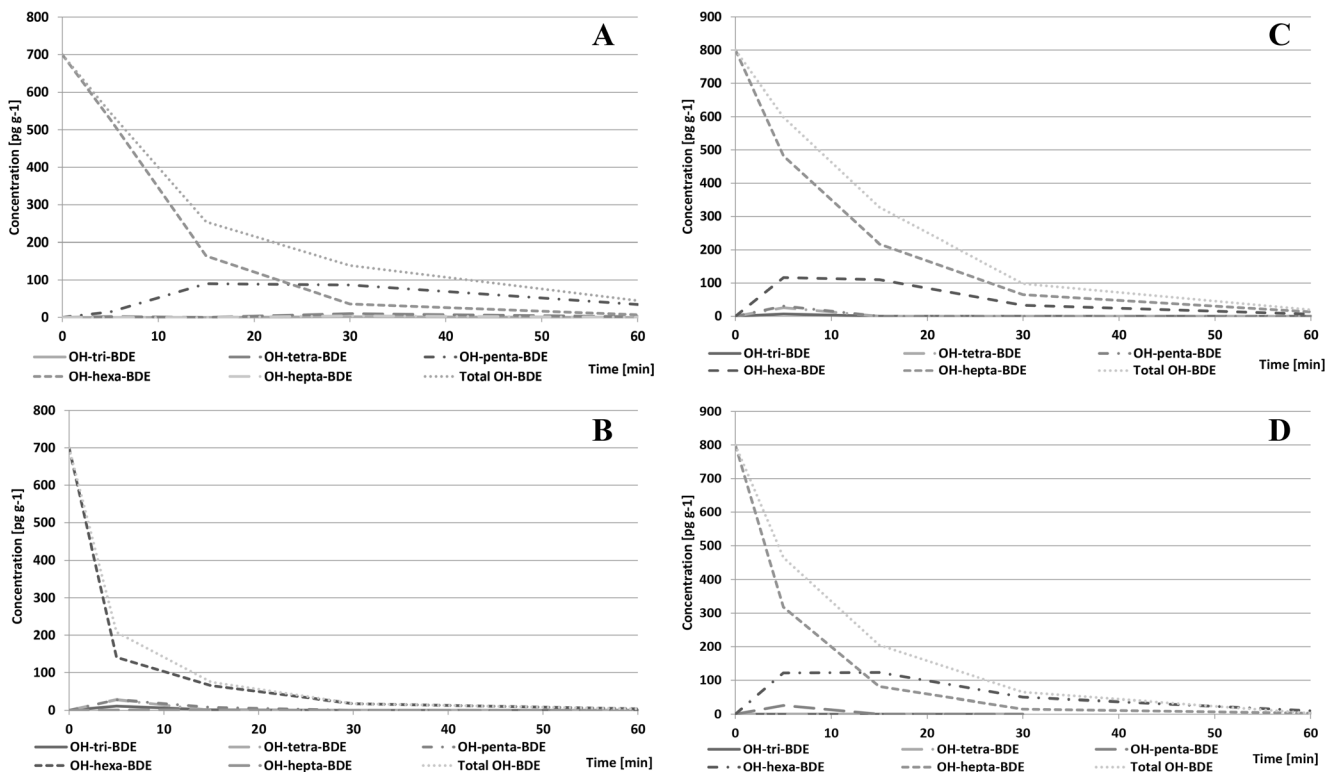 A
Concentration [pg g-1]
800
700
600
500
400
300
200
100
0
0 10 20 30 40 50 60
Time [min]
OH-tri-BDE OH-tetra-BDE OH-penta-BDE
OH-hexa-BDE OH-hepta-BDE Total OH-BDE
C
Concentration [pg g-1]
900
800
700
600
500
400
300
200
100
0
0 10 20 30 40 50 60
Time [min]
OH-tri-BDE OH-tetra-BDE OH-penta-BDE
OH-hexa-BDE OH-hepta-BDE Total OH-BDE
B
Concentration [pg g-1]
800
700
600
500
400
300
200
100
0
0 10 20 30 40 50 60
OH-tri-BDE OH-tetra-BDE OH-penta-BDE
OH-hexa-BDE OH-hepta-BDE Total OH-BDE
Time [min]
D
Concentration [pg g-1]
900
800
700
600
500
400
300
200
100
0
0 10 20 30 40 50 60
OH-tri-BDE OH-tetra-BDE OH-penta-BDE
OH-hexa-BDE OH-hepta-BDE Total OH-BDE
Time [min]